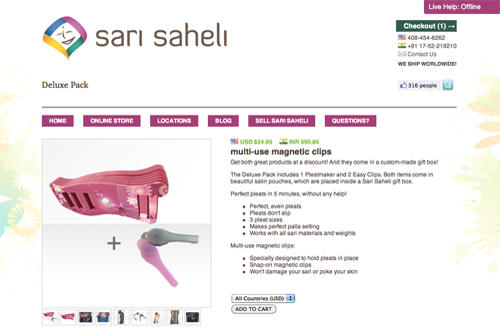 Live Help: Offline
sari saheli
Checkout (1) →
408-454-6262
+91 17-52-219210
Contact Us
WE SHIP WORLDWIDE!
Deluxe Pack
316 people
HOME
ONLINE STORE
LOCATIONS
BLOG
SELL SARI SAHELI
QUESTIONS?
USD $24.95 INR 590.85
multi-use magnetic clips
Get both great products at a discount! And they come in a custom-made gift box!
The Deluxe Pack includes 1 Pleatmaker and 2 Easy Clips. Both items come in
beautiful satin pouches, which are placed inside a Sari Saheli gift box.
Perfect pleats in 5 minutes, without any help!
Perfect, even pleats
Pleats don't slip
3 pleat sizes
Makes perfect palla setting
Works with all sari materials and weights
Multi-use magnetic clips:
Specially designed to hold pleats in place
Snap-on magnetic clips
Won't damage your sari or poke your skin
+
All Countries (USD)
ADD TO CART